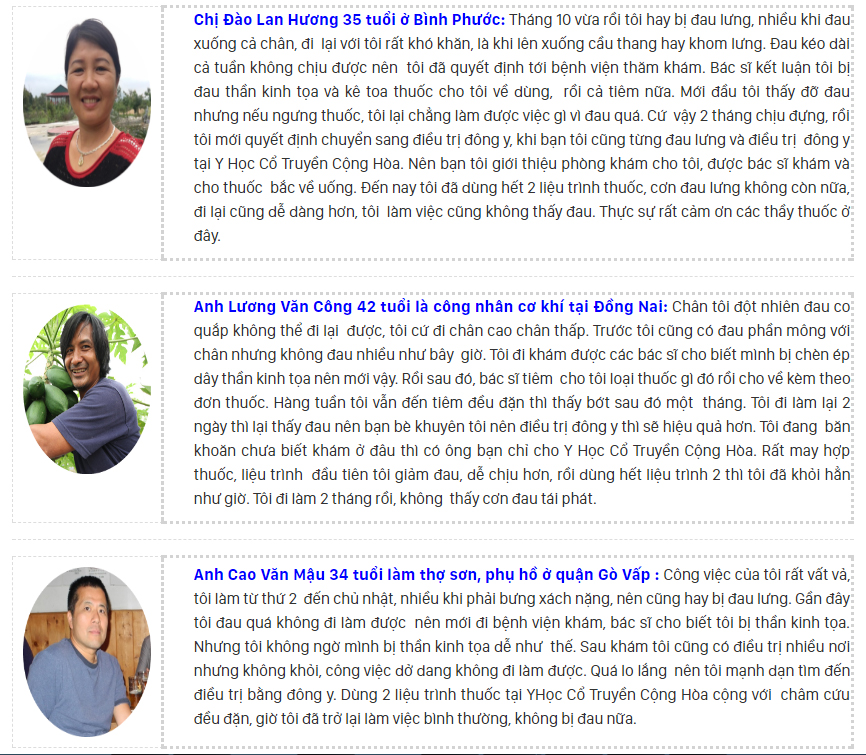 Chị Đào Lan Hương 35 tuổi ở Bình Phước: Tháng 10 vừa rồi tôi hay bị đau lưng, nhiều khi đau
xuống cả chân, đi lại với tôi rất khó khăn, là khi lên xuống cầu thang hay khom lưng. Đau kéo dài
cả tuần không chịu được nên tôi đã quyết định tới bệnh viện thăm khám. Bác sĩ kết luận tôi bị
đau thần kinh tọa và kê toa thuốc cho tôi về dùng, rồi cả tiêm nữa. Mới đầu tôi thấy đỡ đau
nhưng nếu ngưng thuốc, tôi lại chẳng làm được việc gì vì đau quá. Cứ vậy 2 tháng chịu đựng, rồi
tôi mới quyết định chuyển sang điều trị đông y, khi bạn tôi cũng từng đau lưng và điều trị đông y
tại Y Học Cổ Truyền Cộng Hòa. Nên bạn tôi giới thiệu phòng khám cho tôi, được bác sĩ khám và
cho thuốc bắc về uống. Đến nay tôi đã dùng hết 2 liệu trình thuốc, cơn đau lưng không còn nữa,
đi lại cũng dễ dàng hơn, tôi làm việc cũng không thấy đau. Thực sự rất cảm ơn các thầy thuốc ở
đây.
Anh Lương Văn Công 42 tuổi là công nhân cơ khí tại Đồng Nai: Chân tôi đột nhiên đau co
quắp không thể đi lại được, tôi cứ đi chân cao chân thấp. Trước tôi cũng có đau phần mông với
chân nhưng không đau nhiều như bây giờ. Tôi đi khám được các bác sĩ cho biết mình bị chèn ép
dây thần kinh tọa nên mới vậy. Rồi sau đó, bác sĩ tiêm cho tôi loại thuốc gì đó rồi cho về kèm theo
đơn thuốc. Hàng tuần tôi vẫn đến tiêm đều đặn thì thấy bớt sau đó một tháng. Tôi đi làm lại 2
ngày thì lại thấy đau nên bạn bè khuyên tôi nên điều trị đông y thì sẽ hiệu quả hơn. Tôi đang băn
khoăn chưa biết khám ở đâu thì có ông bạn chỉ cho Y Học Cổ Truyền Cộng Hòa. Rất may hợp
thuốc, liệu trình đầu tiên tôi giảm đau, dễ chịu hơn, rồi dùng hết liệu trình 2 thì tôi đã khỏi hẳn
như giờ. Tôi đi làm 2 tháng rồi, không thấy cơn đau tái phát.
Anh Cao Văn Mậu 34 tuổi làm thợ sơn, phụ hồ ở quận Gò Vấp : Công việc của tôi rất vất vả,
tôi làm từ thứ 2 đến chủ nhật, nhiều khi phải bưng xách nặng, nên cũng hay bị đau lưng. Gần đây
tôi đau quá không đi làm được nên mới đi bệnh viện khám, bác sĩ cho biết tôi bị thần kinh tọa.
Nhưng tôi không ngờ mình bị thần kinh tọa dễ như thế. Sau khám tôi cũng có điều trị nhiều nơi
nhưng không khỏi, công việc dở dang không đi làm được. Quá lo lắng nên tôi mạnh dạn tìm đến
điều trị bằng đông y. Dùng 2 liệu trình thuốc tại YHọc Cổ Truyền Cộng Hòa cộng với châm cứu
đều đặn, giờ tôi đã trở lại làm việc bình thường, không bị đau nữa.